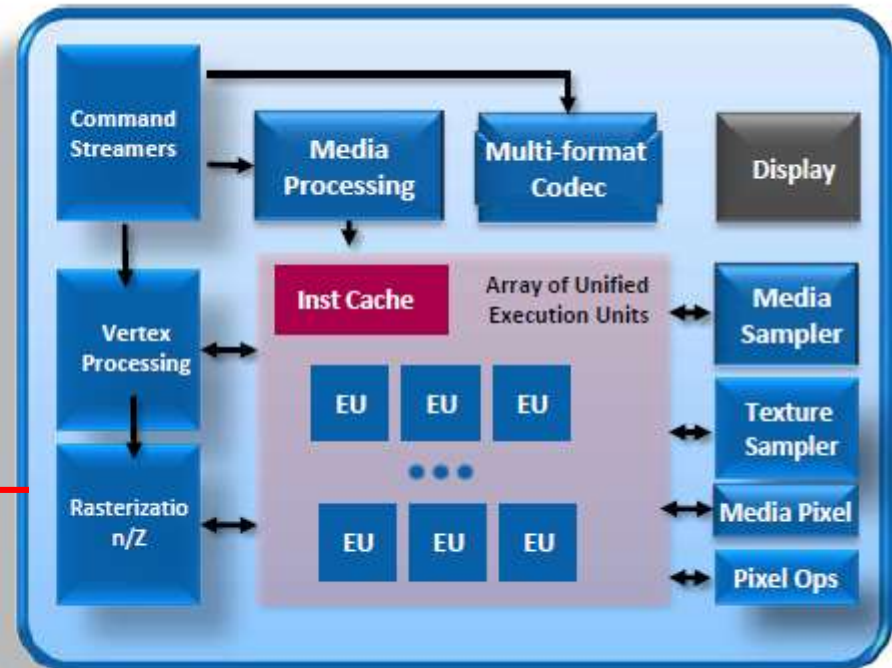 Command
Streamers
Media
Processing
Multi-format
Codec
Display
Inst Cache
Array of Unified
Execution Units
Media
Sampler
Vertex
Processing
EU
EU
EU
Texture
Sampler
Rasterizatio
n/Z
Media Pixel
EU
EU
EU
Pixel Ops